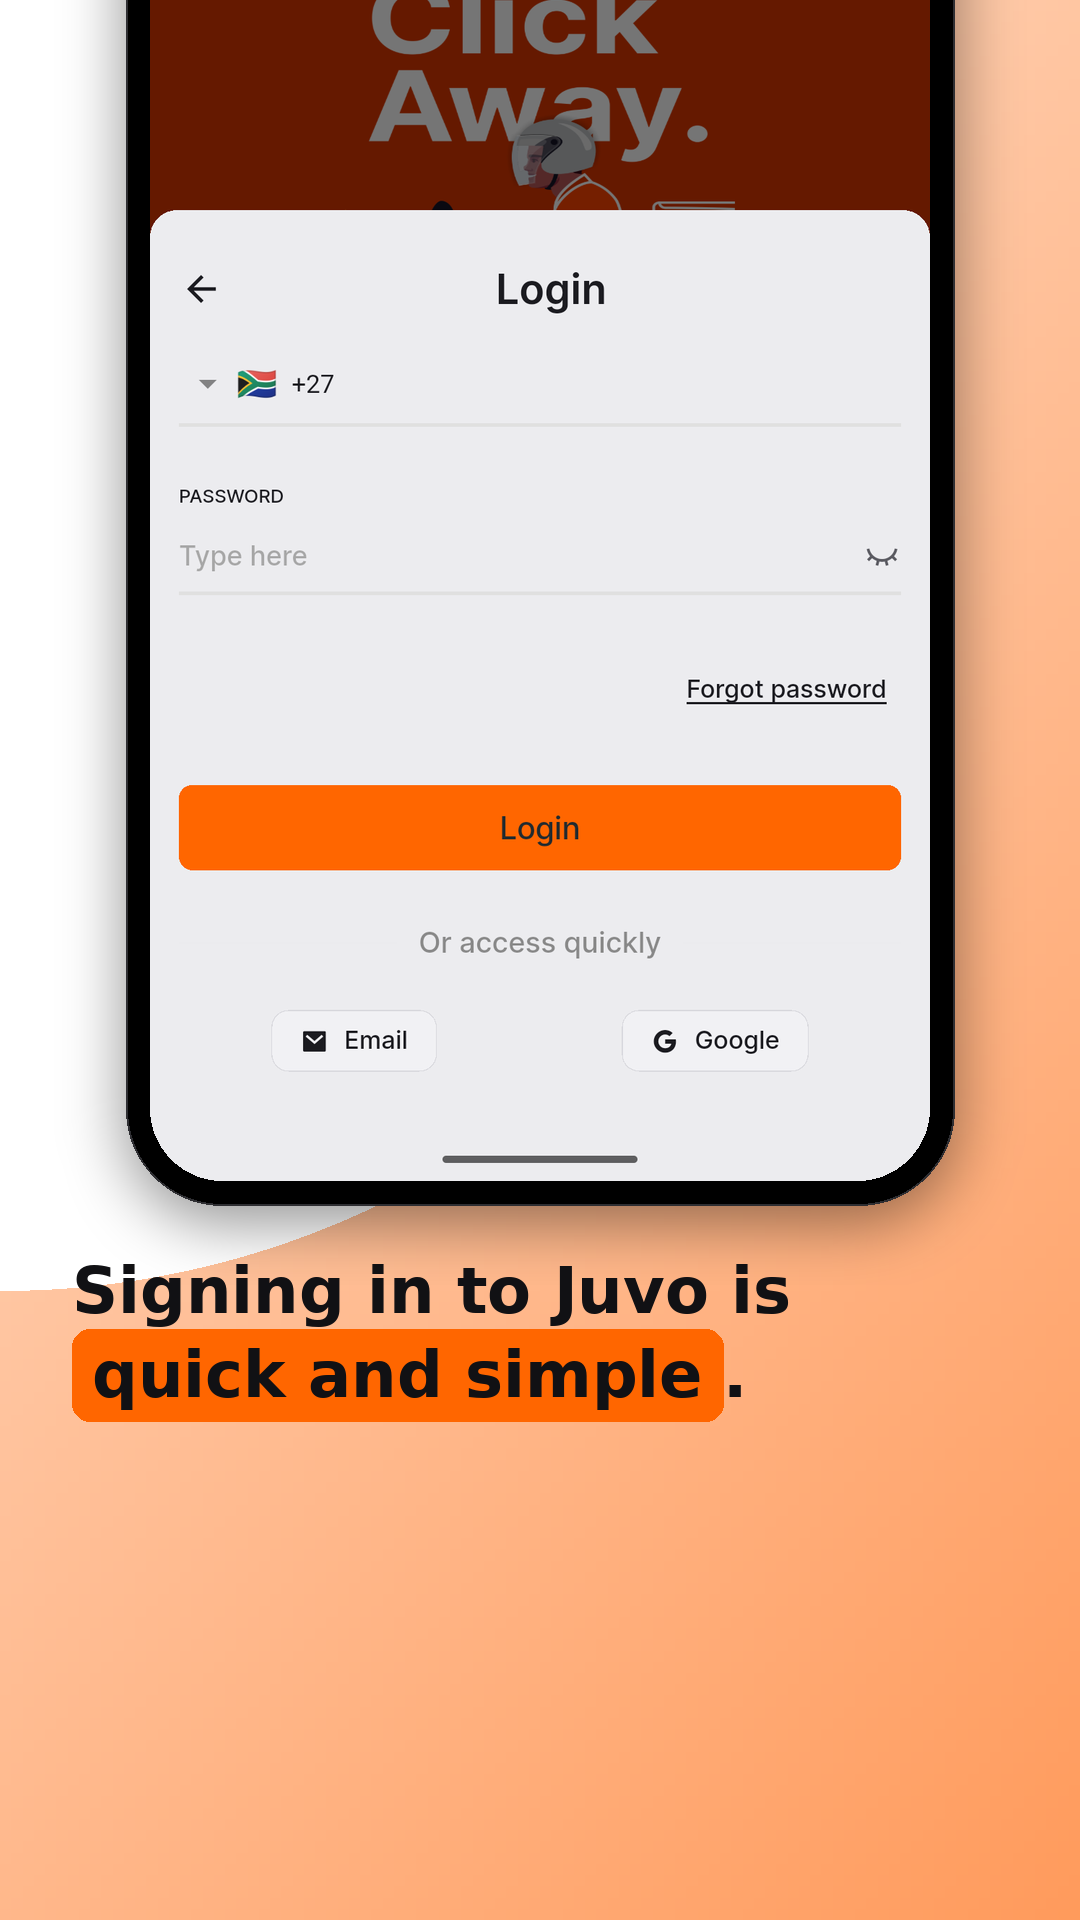 Click
Away.
Login
+27
PASSWORD
Type here
Forgot password
Login
Or access quickly
Email
Google
Signing in to Juvo is
quick and simple.